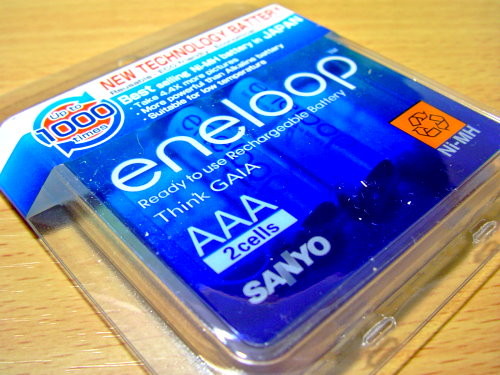 NEW TECHNOLOGY BATTERY
Best selling Ni-MH battery in JAPAN
· Take 4.4X more pictures
· More powerful than Alkaline battery
· Suitable for low temperature
Up to
1000
times
eneloop™
Ready to use Rechargeable Battery
Think GAIA
AAA
2cells
SANYO
Ni-MH